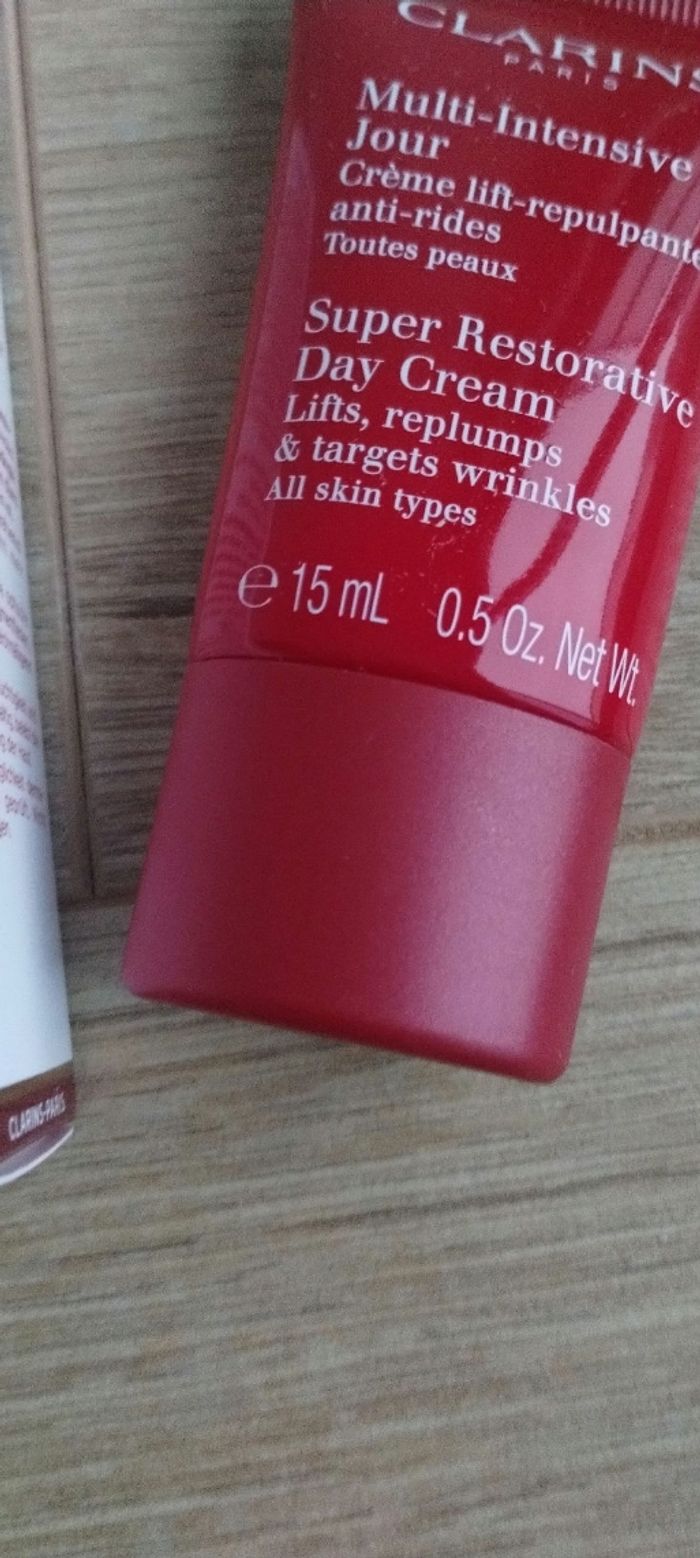 CLARINS
PARIS
Multi-Intensive
Jour
Crème lift-repulpante
anti-rides
Toutes peaux
Super Restorative
Day Cream
Lifts, replumps
& targets wrinkles
All skin types
e 15 mL 0.5 Oz. Net Wt.
CLARINS-PARIS